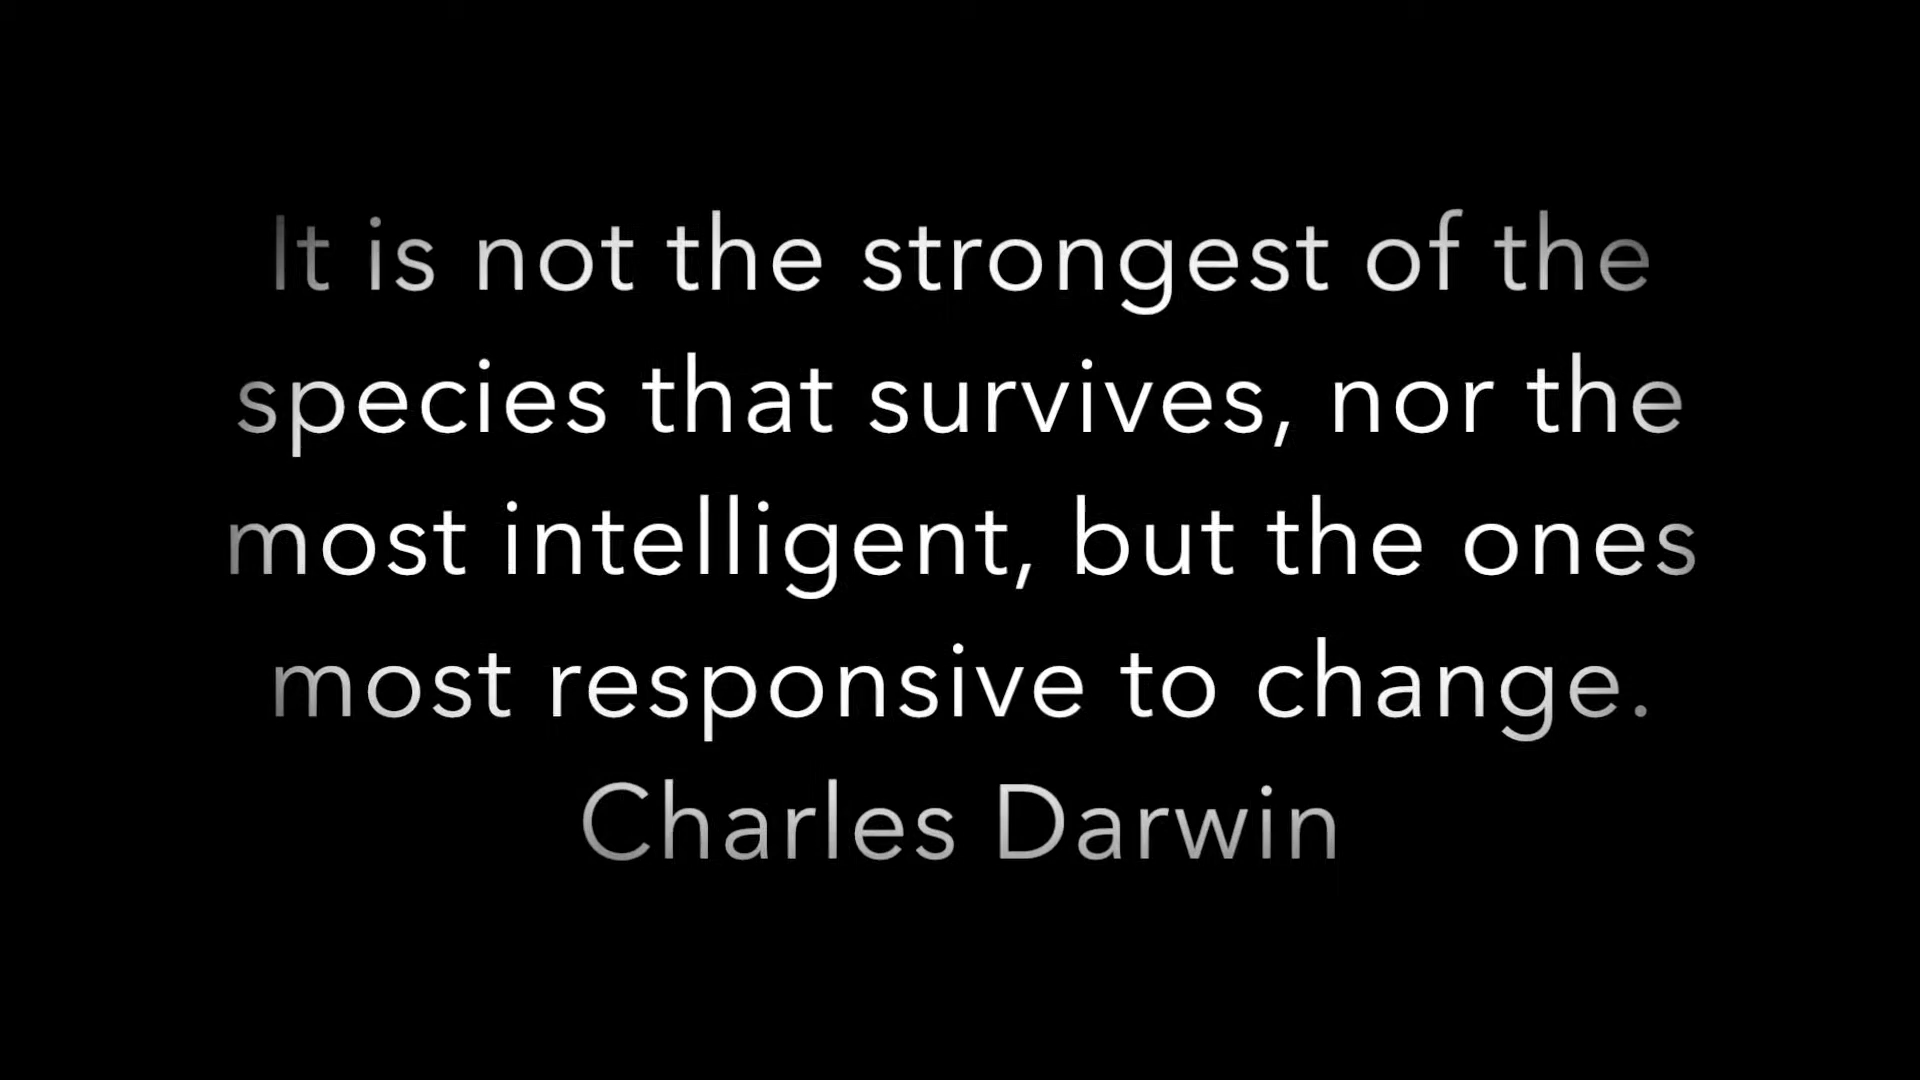 It is not the strongest of the
species that survives, nor the
most intelligent, but the ones
most responsive to change.
Charles Darwin